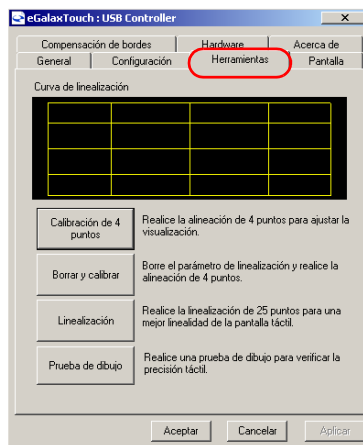 eGalaxTouch : USB Controller
Compensación de bordes Hardware Acerca de
General Configuración Herramientas Pantalla
Curva de linealización
Calibración de 4
puntos
Realice la alineación de 4 puntos para ajustar la
visualización.
Borrar y calibrar
Borre el parámetro de linealización y realice la
alineación de 4 puntos.
Linealización
Realice la linealización de 25 puntos para una
mejor linealidad de la pantalla táctil.
Prueba de dibujo
Realice una prueba de dibujo para verificar la
precisión táctil.
Aceptar Cancelar Aplicar